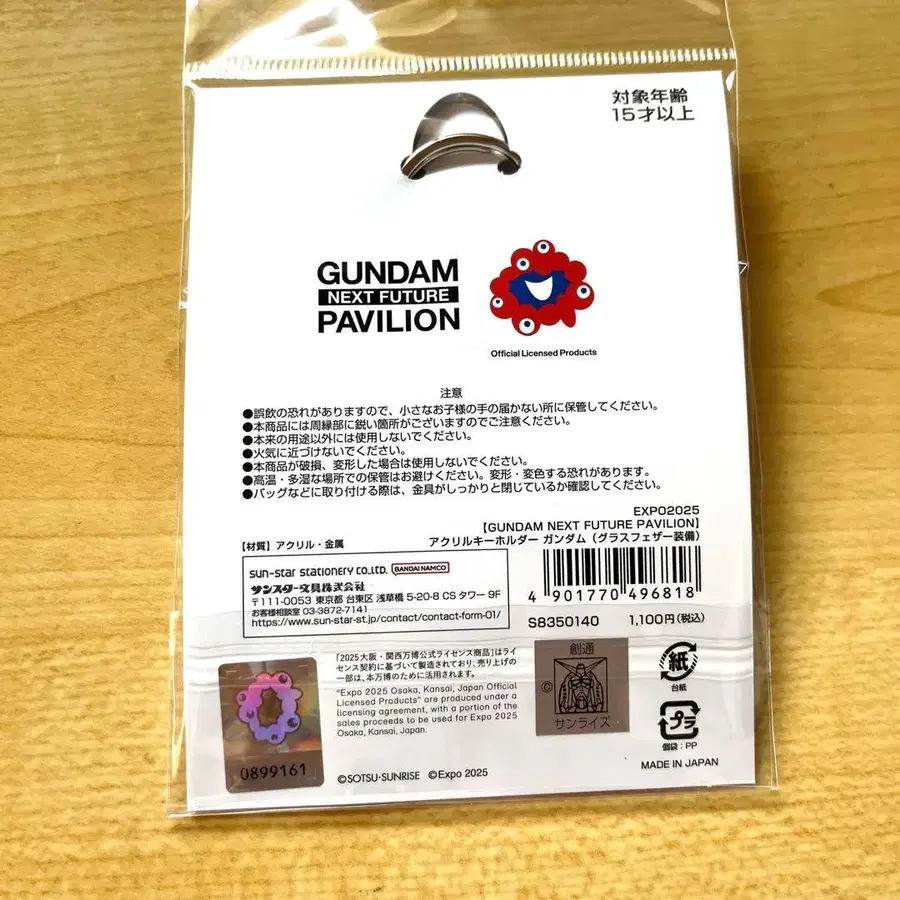 対象年齢
15才以上
GUNDAM
NEXT FUTURE
PAVILION
Official Licensed Products
注意
●誤飲の恐れがありますので、小さなお子様の手の届かない所に保管してください。
●本商品には周縁部に鋭い箇所がございますのでご注意ください。
●本来の用途以外には使用しないでください。
●火気に近づけないでください。
●本商品が破損、変形した場合は使用しないでください。
●高温・多湿な場所での保管はお避けください。変形・変色する恐れがあります。
●バッグなどに取り付ける際は、金具がしっかりと閉じているか確認してください。
EXPO2025
【GUNDAM NEXT FUTURE PAVILION】
アクリルキーホルダー ガンダム（グラスフェザー装備）
【材質】アクリル・金属
sun-star stationery co.,ltd. BANDAI NAMCO
サンスター文具株式会社
〒111-0053 東京都 台東区 浅草橋 5-20-8 CS タワー 9F
お客様相談室 03-3872-7141
https://www.sun-star-st.jp/contact/contact-form-01/
4 901770 496818
S8350140 1,100円(税込)
「2025大阪・関西万博公式ライセンス商品」はライ
センス契約に基づいて製造されており、売り上げの
一部は、本万博のために活用されます。
"Expo 2025 Osaka, Kansai, Japan Official
Licensed Products" are produced under a
licensing agreement, with a portion of the
sales proceeds to be used for Expo 2025
Osaka, Kansai, Japan.
0899161
©SOTSU・SUNRISE ©Expo 2025
創通
©
サンライズ
紙
台紙
プラ
個袋：PP
MADE IN JAPAN